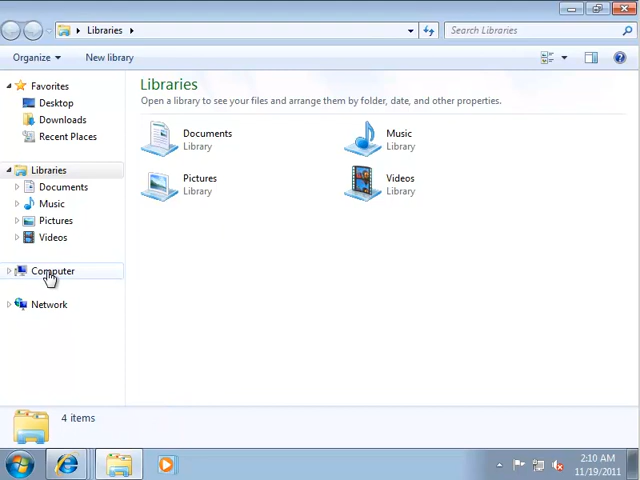 Libraries
Search Libraries
Organize
New library
Favorites
Desktop
Downloads
Recent Places
Libraries
Documents
Music
Pictures
Videos
Computer
Network
Libraries
Open a library to see your files and arrange them by folder, date, and other properties.
Documents
Library
Music
Library
Pictures
Library
Videos
Library
4 items
2:10 AM
11/19/2011